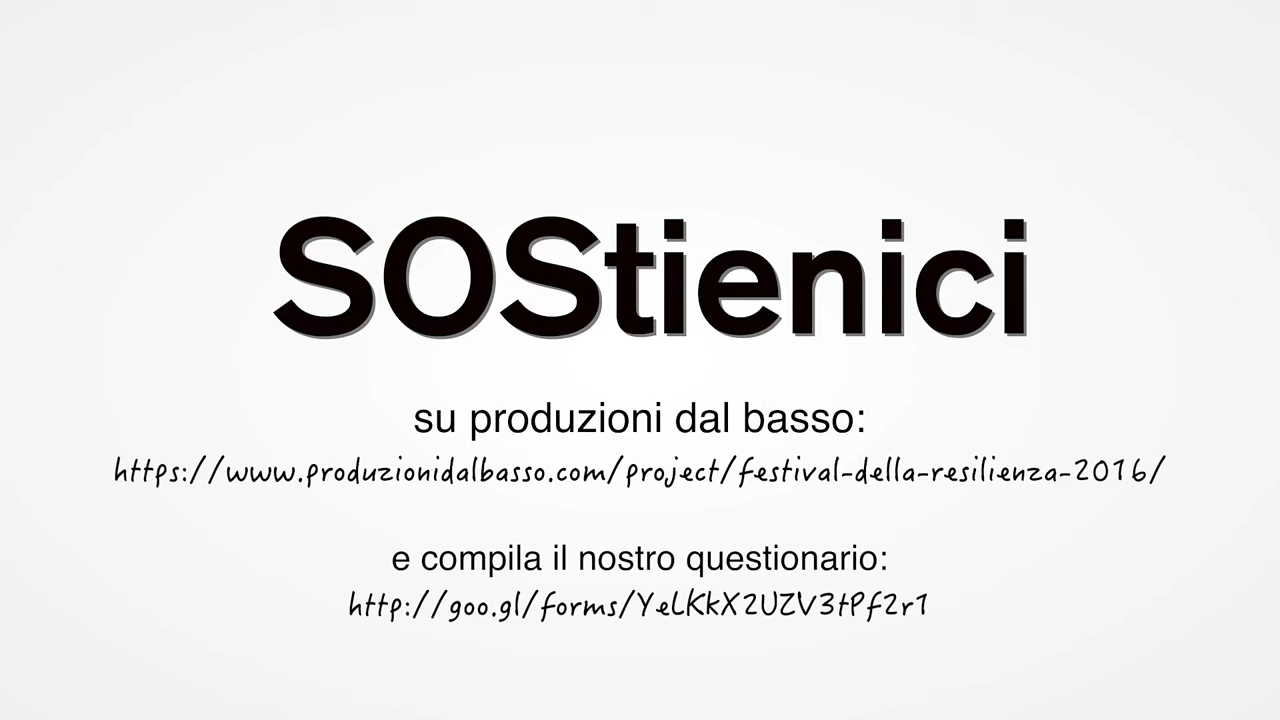 SOStienici
su produzioni dal basso:
https://www.produzionidalbasso.com/project/festival-della-resilienza-2016/
e compila il nostro questionario:
http://goo.gl/forms/YeLKkX2UZV3tPf2r1